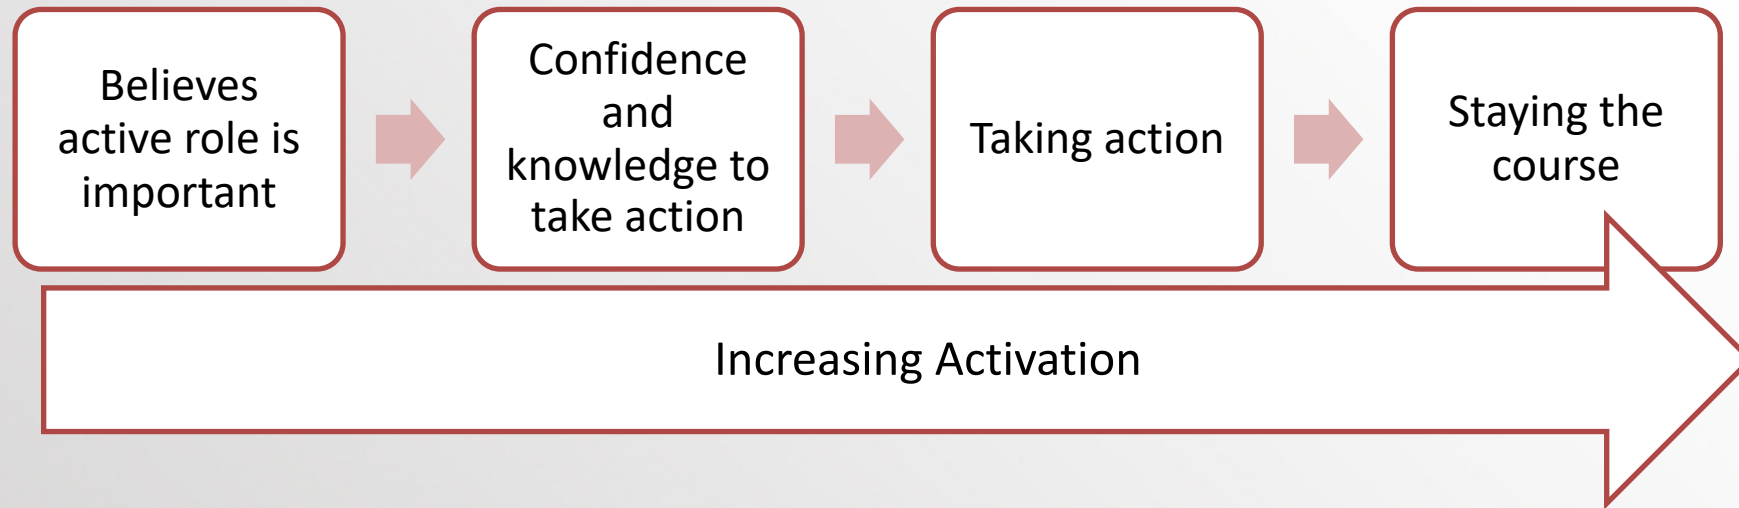 Believes
active role is
important
Confidence
and
knowledge to
take action
Taking action
Staying the
course
Increasing Activation